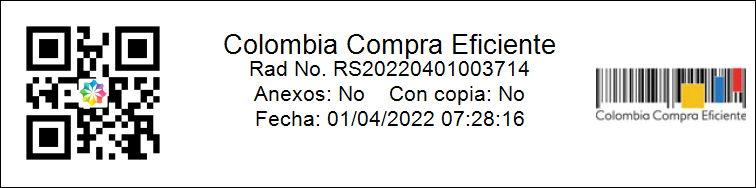 Colombia Compra Eficiente
Rad No. RS20220401003714
Anexos: No Con copia: No
Fecha: 01/04/2022 07:28:16
Colombia Compra Eficiente